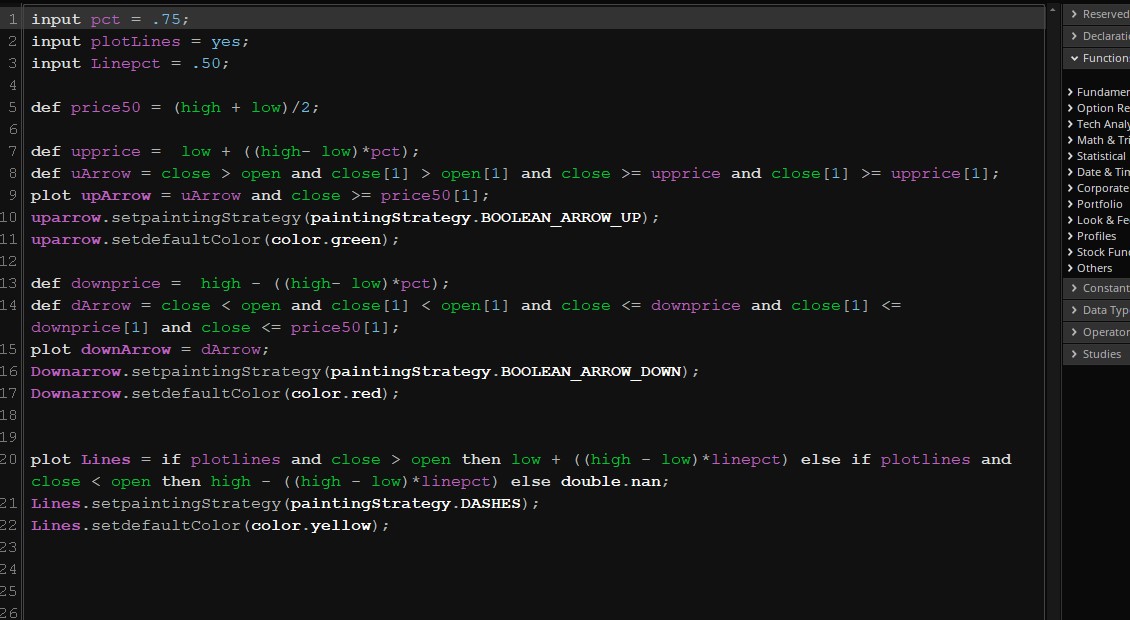 1 input pct = .75;
2 input plotLines = yes;
3 input Linepct = .50;
4
5 def price50 = (high + low)/2;
6
7 def upprice =  low + ((high- low)*pct);
8 def uArrow = close > open and close[1] > open[1] and close >= upprice and close[1] >= upprice[1];
9 plot upArrow = uArrow and close >= price50[1];
10 uparrow.setpaintingStrategy(paintingStrategy.BOOLEAN_ARROW_UP);
11 uparrow.setdefaultColor(color.green);
12
13 def downprice =  high - ((high- low)*pct);
14 def dArrow = close < open and close[1] < open[1] and close <= downprice and close[1] <=
downprice[1] and close <= price50[1];
15 plot downArrow = dArrow;
16 Downarrow.setpaintingStrategy(paintingStrategy.BOOLEAN_ARROW_DOWN);
17 Downarrow.setdefaultColor(color.red);
18
19
20 plot Lines = if plotlines and close > open then low + ((high - low)*linepct) else if plotlines and
close < open then high - ((high - low)*linepct) else double.nan;
21 Lines.setpaintingStrategy(paintingStrategy.DASHES);
22 Lines.setdefaultColor(color.yellow);
23
24
25
26
Reserved
Declarati
Function
Fundamen
Option Re
Tech Analy
Math & Tri
Statistical
Date & Tim
Corporate
Portfolio
Look & Fee
Profiles
Stock Fund
Others
Constant
Data Typ
Operator
Studies